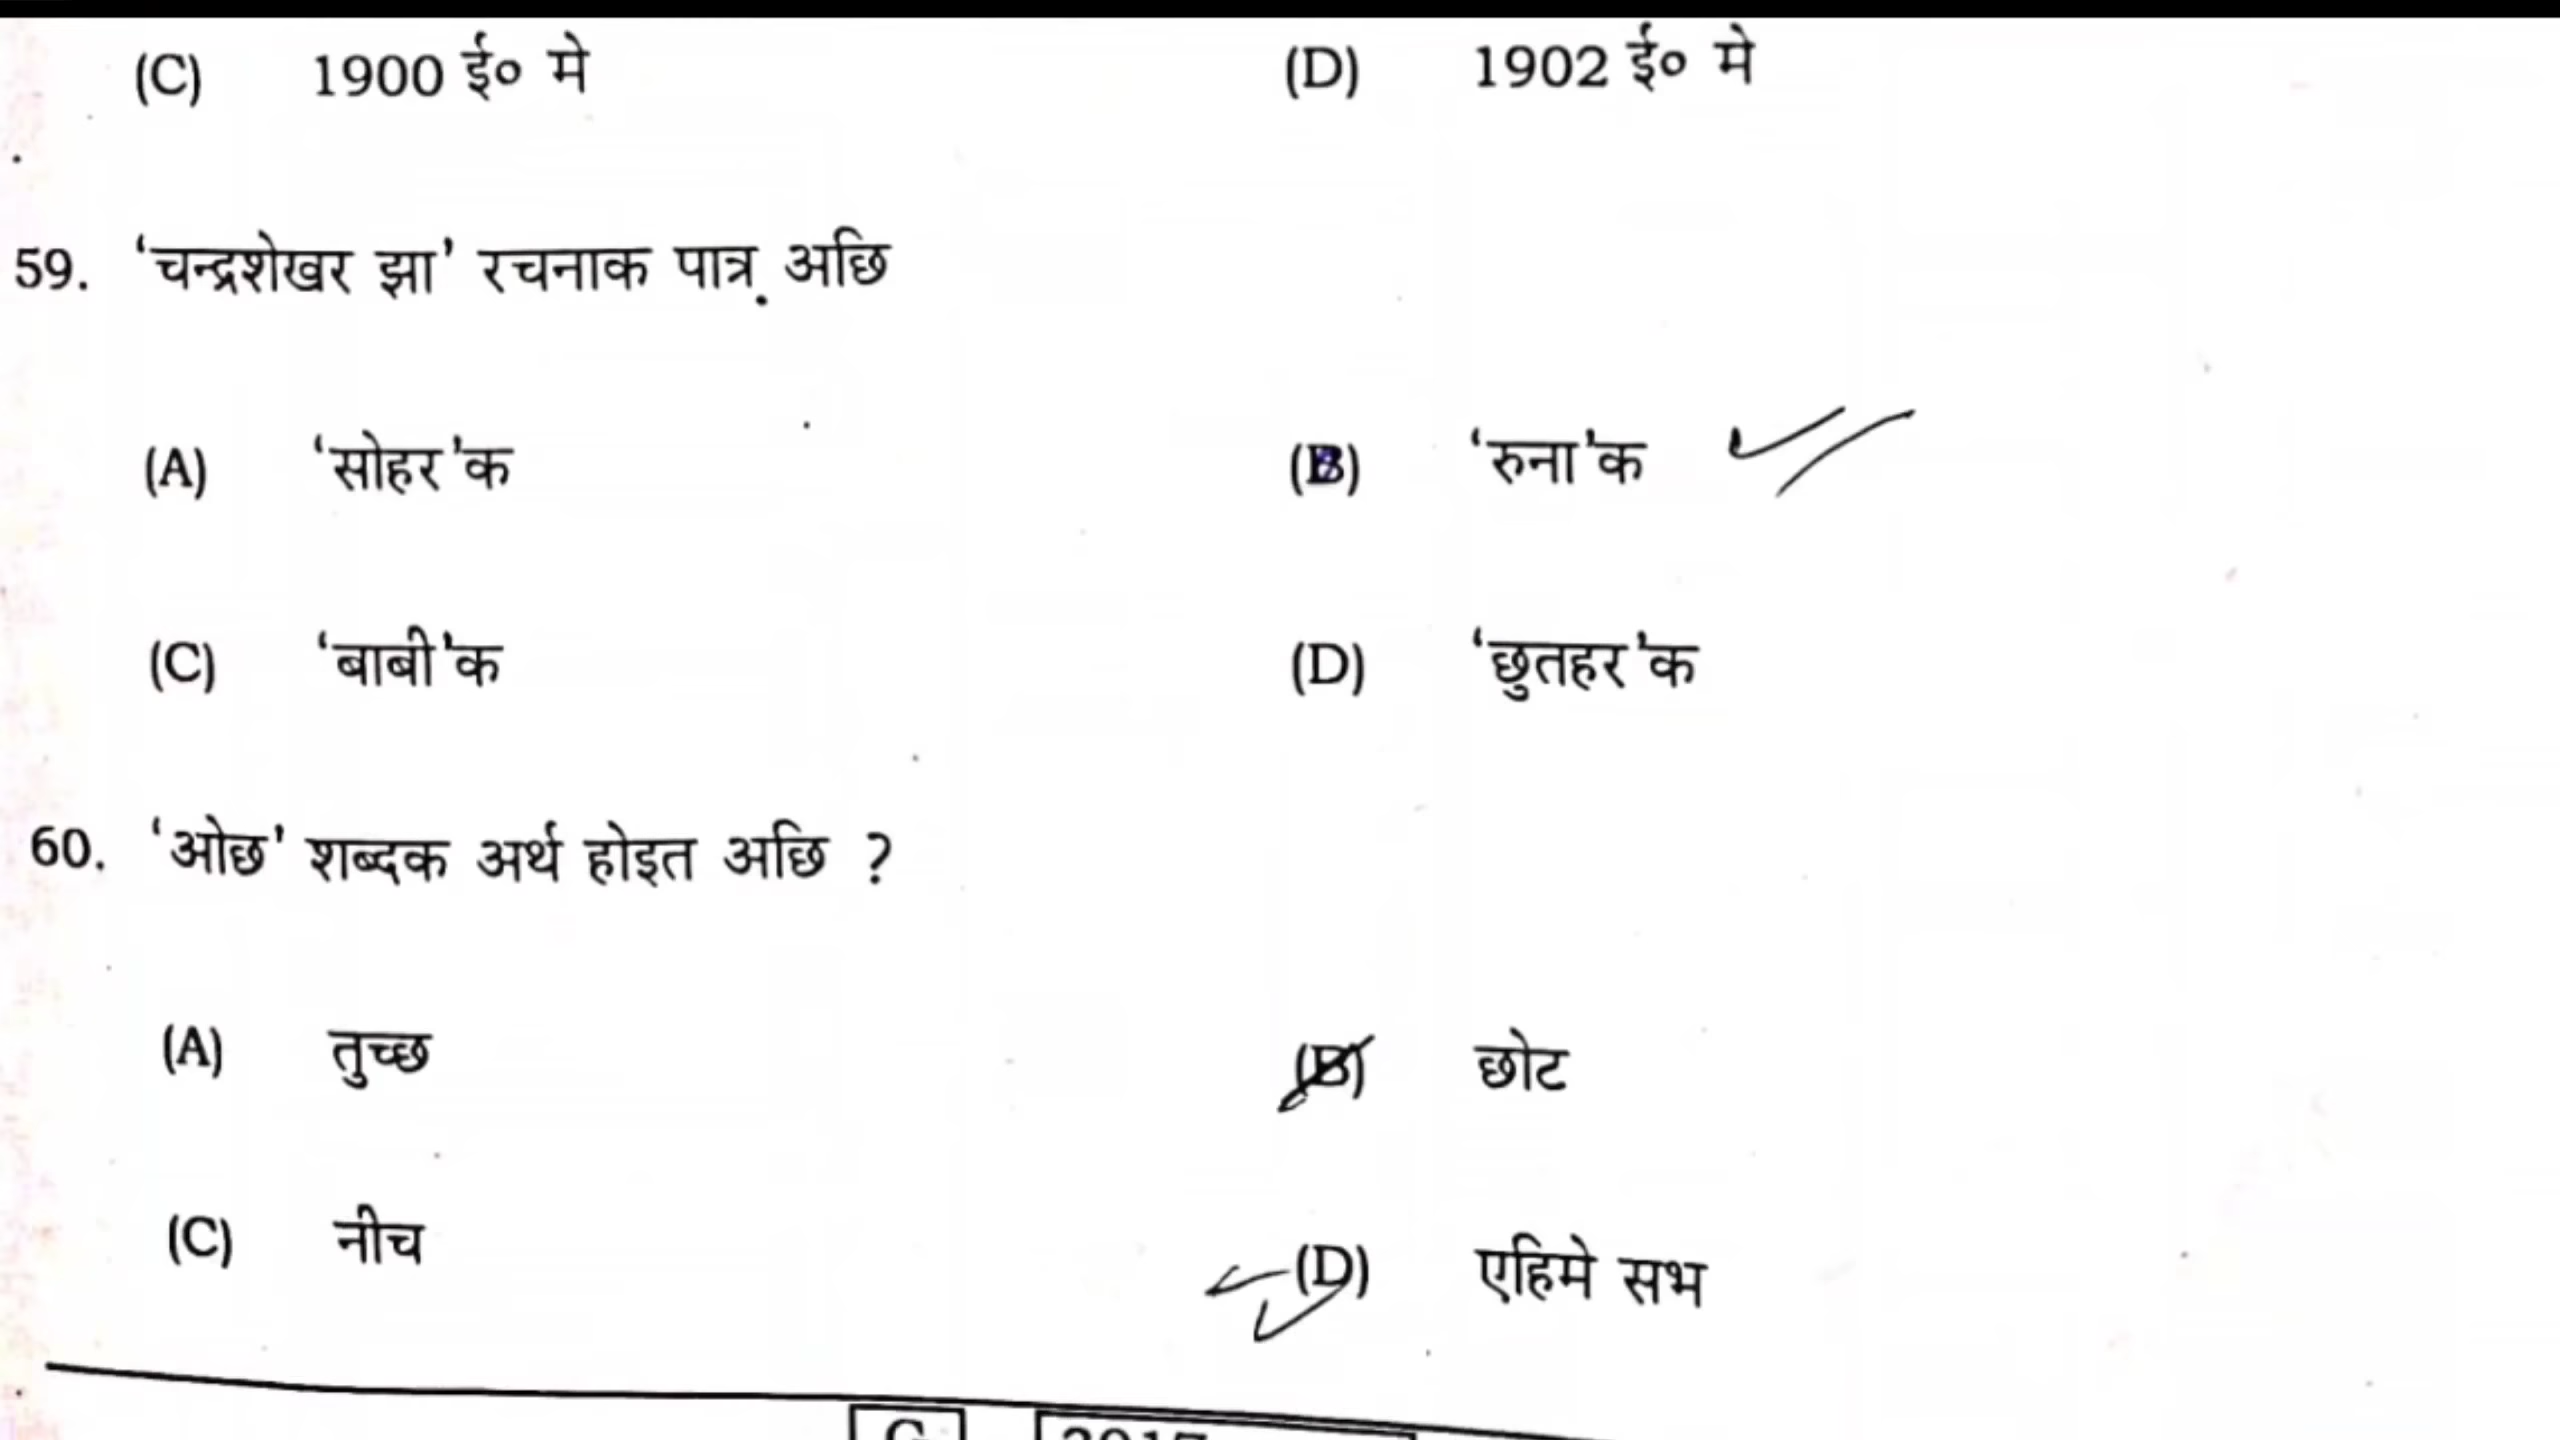 (C) 1900 ई० मे (D) 1902 ई० मे
59. ‘चन्द्रशेखर झा’ रचनाक पात्र अछि
(A) ‘सोहर’क (B) ‘रुना’क
(C) ‘बाबी’क (D) ‘छुतहर’क
60. ‘ओछ’ शब्दक अर्थ होइत अछि ?
(A) तुच्छ (B) छोट
(C) नीच (D) एहिमे सभ